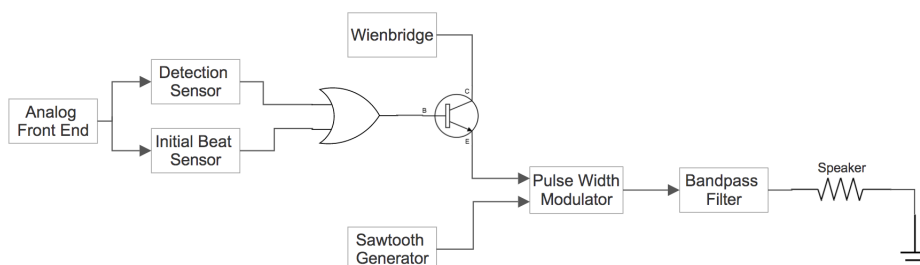 Wienbridge
Detection
Sensor
Analog
Front End
Initial Beat
Sensor
B
C
E
Pulse Width
Modulator
Bandpass
Filter
Speaker
Sawtooth
Generator